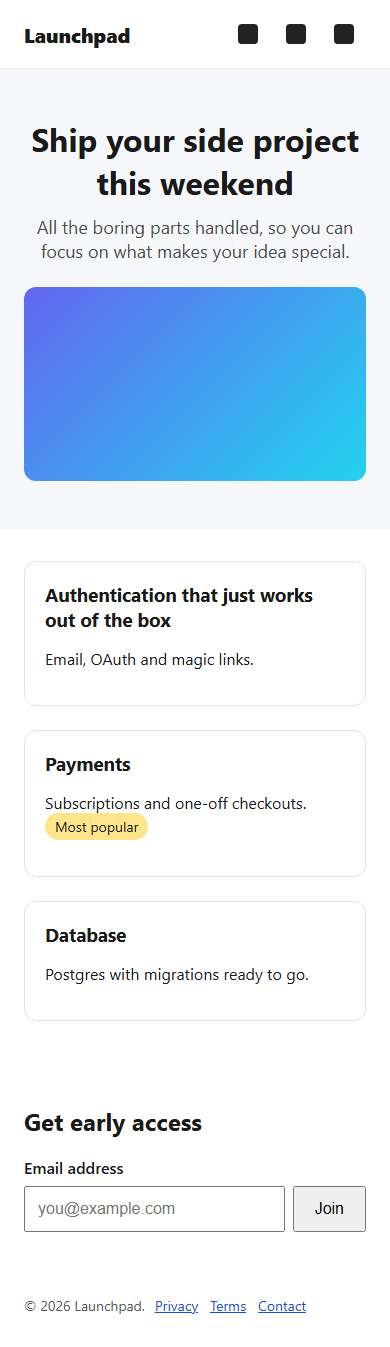 Launchpad
Ship your side project
this weekend
All the boring parts handled, so you can
focus on what makes your idea special.
Authentication that just works
out of the box
Email, OAuth and magic links.
Payments
Subscriptions and one-off checkouts.
Most popular
Database
Postgres with migrations ready to go.
Get early access
Email address
you@example.com
Join
© 2026 Launchpad. Privacy Terms Contact